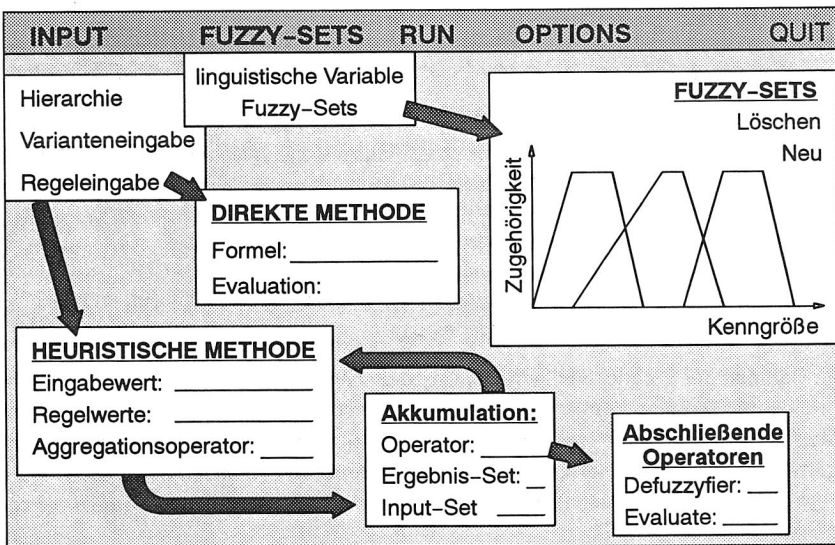 INPUT FUZZY–SETS RUN OPTIONS QUIT
Hierarchie
Varianteneingabe
Regeleingabe
linguistische Variable
Fuzzy–Sets
FUZZY–SETS
Löschen
Neu
Zugehörigkeit
Kenngröße
DIREKTE METHODE
Formel:
Evaluation:
HEURISTISCHE METHODE
Eingabewert:
Regelwerte:
Aggregationsoperator:
Akkumulation:
Operator:
Ergebnis–Set:
Input–Set
Abschließende
Operatoren
Defuzzyfier:
Evaluate: